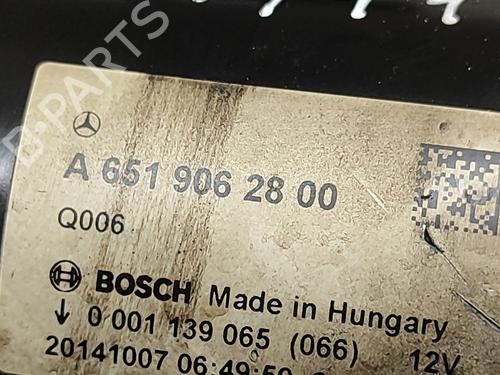 A 651 906 28 00
Q006
BOSCH Made in Hungary
↓ 0 001 139 065 (066) 12V
20141007 06:49:50
B-PARTS